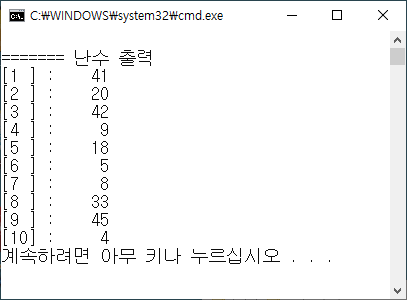 C:\WINDOWS\system32\cmd.exe
======= 난수 출력
[1 ] :    41
[2 ] :    20
[3 ] :    42
[4 ] :     9
[5 ] :    18
[6 ] :     5
[7 ] :     8
[8 ] :    33
[9 ] :    45
[10] :     4
계속하려면 아무 키나 누르십시오 . . .